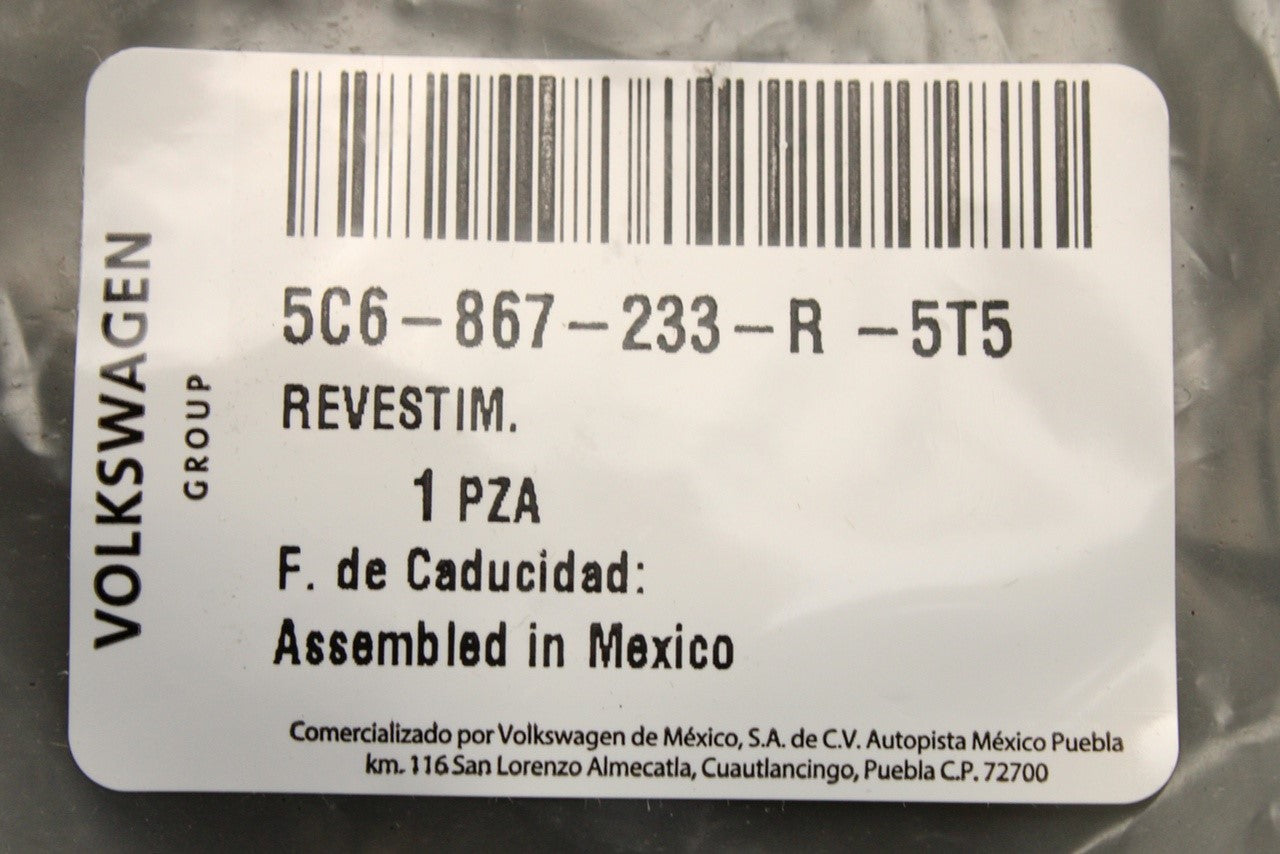 VOLKSWAGEN
GROUP
5C6-867-233-R -5T5
REVESTIM.
1 PZA
F. de Caducidad:
Assembled in Mexico
Comercializado por Volkswagen de México, S.A. de C.V. Autopista México Puebla
km. 116 San Lorenzo Almecatla, Cuautlancingo, Puebla C.P. 72700